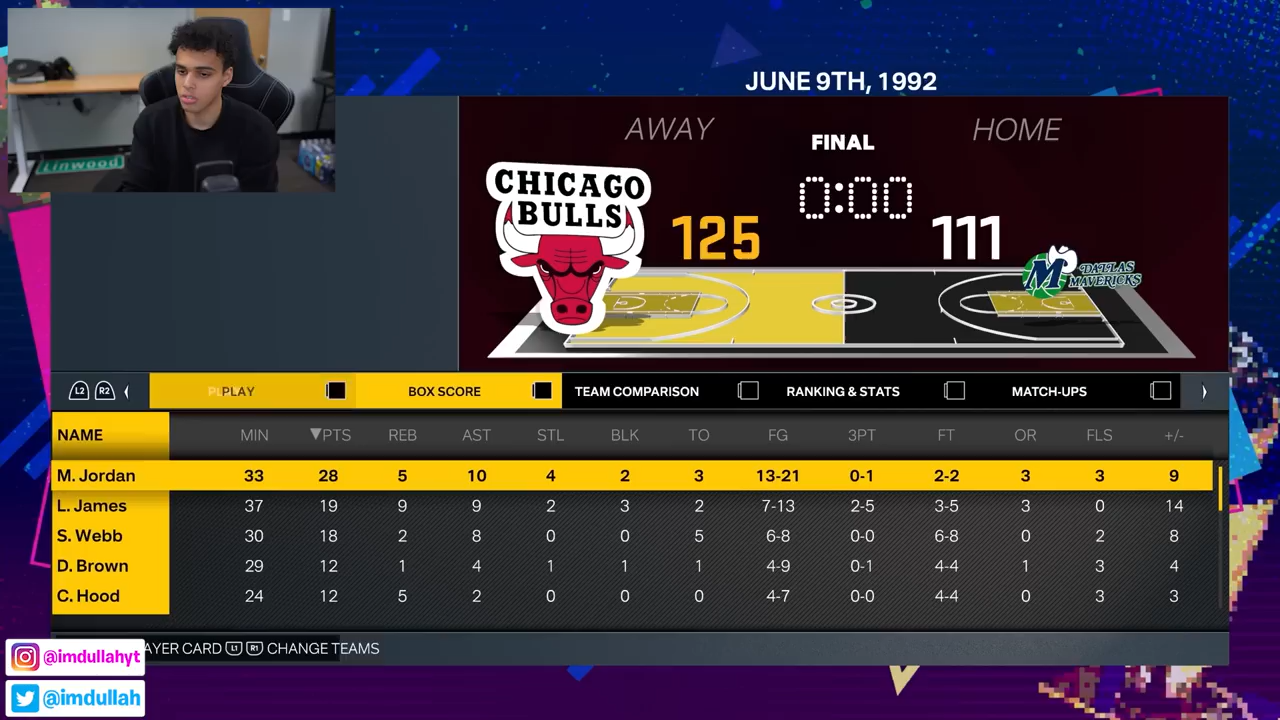 Linwood
JUNE 9TH, 1992
AWAY
FINAL
HOME
CHICAGO
BULLS
125
0:00
111
M
DALLAS
MAVERICKS
L2 R2
PLAY
BOX SCORE
TEAM COMPARISON
RANKING & STATS
MATCH-UPS
NAME MIN ▼PTS REB AST STL BLK TO FG 3PT FT OR FLS +/-
M. Jordan 33 28 5 10 4 2 3 13-21 0-1 2-2 3 3 9
L. James 37 19 9 9 2 3 2 7-13 2-5 3-5 3 0 14
S. Webb 30 18 2 8 0 0 5 6-8 0-0 6-8 0 2 8
D. Brown 29 12 1 4 1 1 1 4-9 0-1 4-4 1 3 4
C. Hood 24 12 5 2 0 0 0 4-7 0-0 4-4 0 3 3
AYER CARD L1 R1 CHANGE TEAMS
@imdullahyt
@imdullah